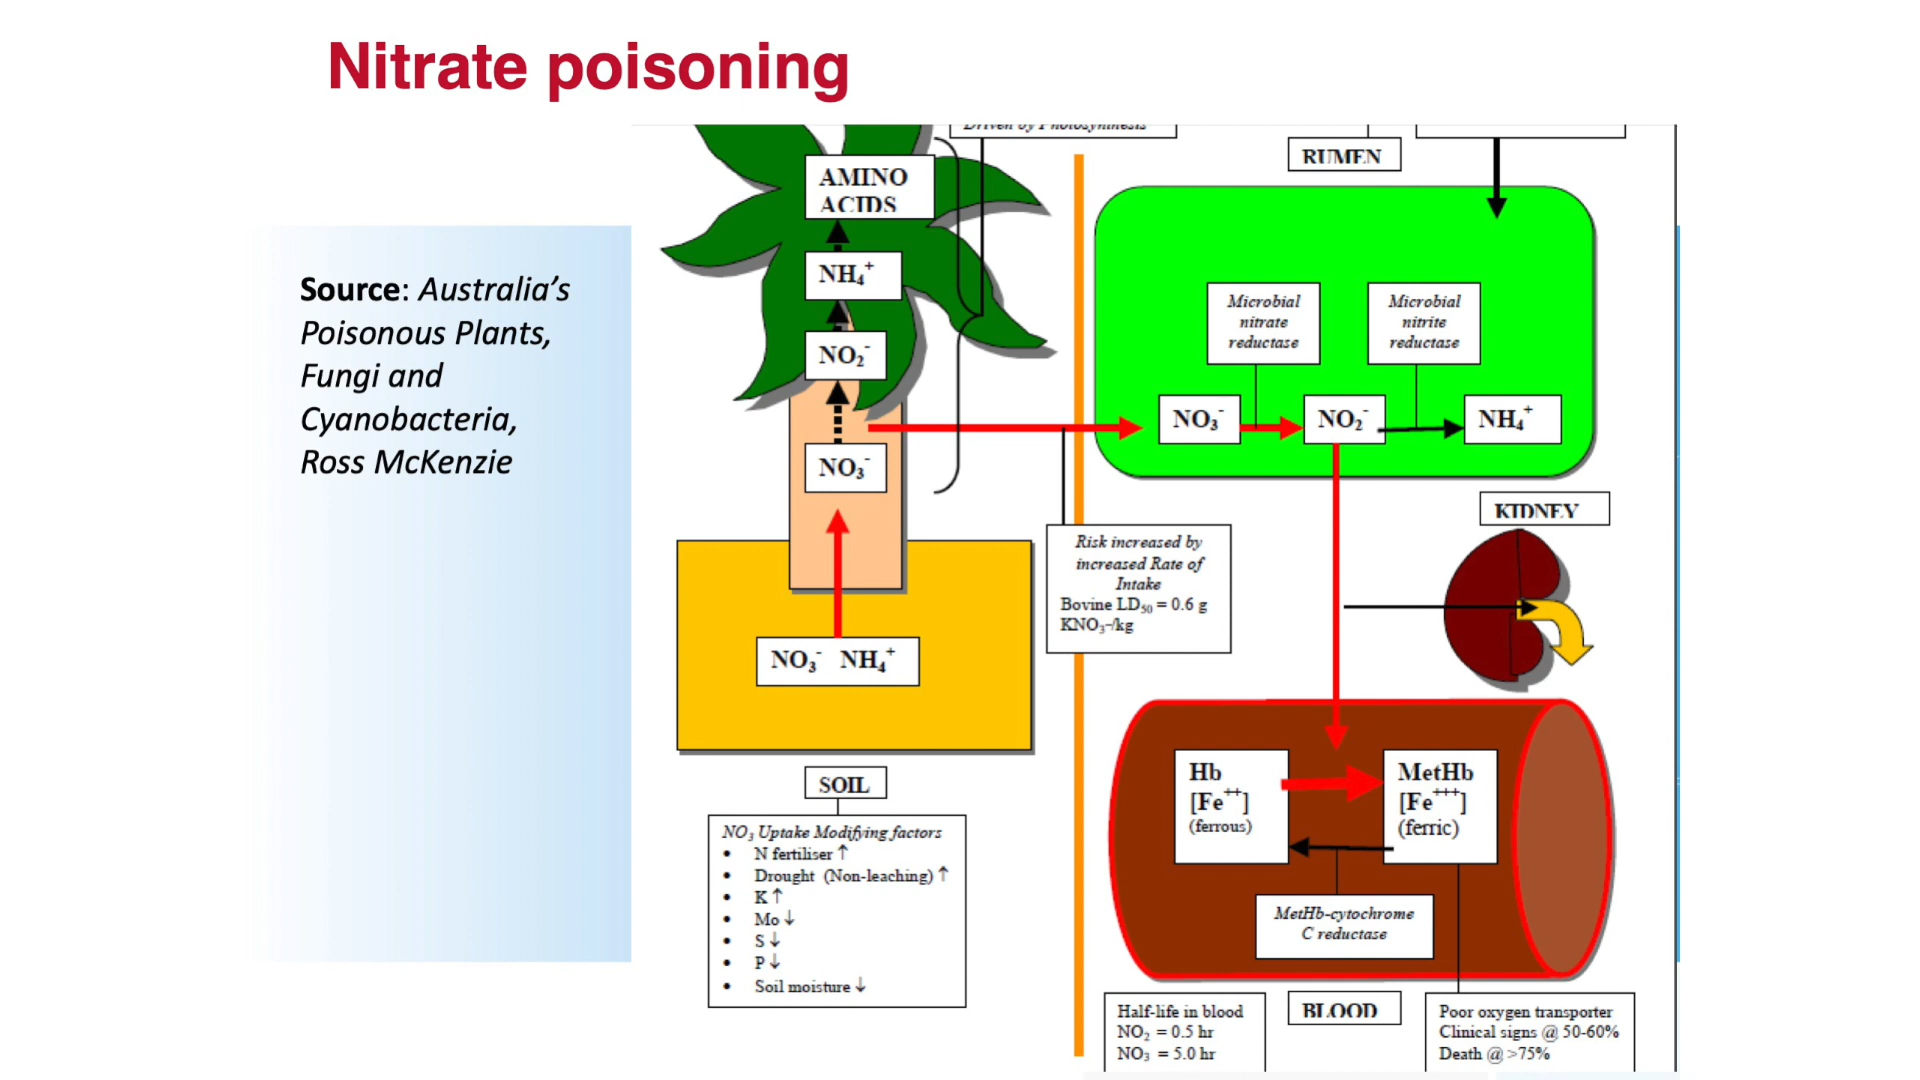 Nitrate poisoning
Source: Australia's
Poisonous Plants,
Fungi and
Cyanobacteria,
Ross McKenzie
Driven by Photosynthesis
AMINO
ACIDS
NH₄⁺
NO₂⁻
NO₃⁻
NO₃⁻ NH₄⁺
SOIL
NO₃ Uptake Modifying factors
• N fertiliser ↑
• Drought (Non-leaching) ↑
• K ↑
• Mo ↓
• S ↓
• P ↓
• Soil moisture ↓
RUMEN
Microbial
nitrate
reductase
Microbial
nitrite
reductase
NO₃⁻
NO₂⁻
NH₄⁺
Risk increased by
increased Rate of
Intake
Bovine LD₅₀ = 0.6 g
KNO₃-/kg
KIDNEY
Hb
[Fe⁺⁺]
(ferrous)
MetHb
[Fe⁺⁺⁺]
(ferric)
MetHb-cytochrome
C reductase
BLOOD
Half-life in blood
NO₂ = 0.5 hr
NO₃ = 5.0 hr
Poor oxygen transporter
Clinical signs @ 50-60%
Death @ >75%